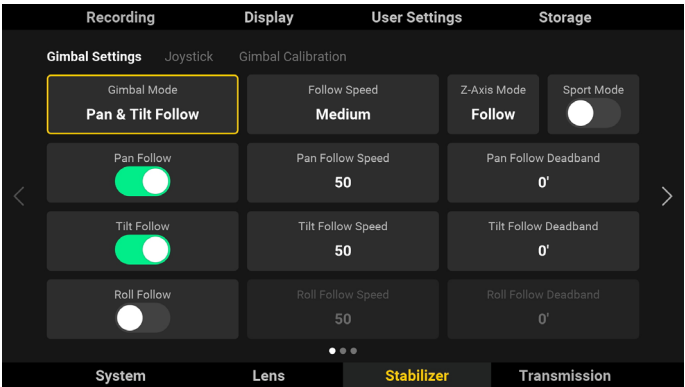 Recording Display User Settings Storage
Gimbal Settings Joystick Gimbal Calibration
Gimbal Mode Follow Speed Z-Axis Mode Sport Mode
Pan & Tilt Follow Medium Follow
Pan Follow Pan Follow Speed Pan Follow Deadband
50 0'
Tilt Follow Tilt Follow Speed Tilt Follow Deadband
50 0'
Roll Follow Roll Follow Speed Roll Follow Deadband
50 0'
System Lens Stabilizer Transmission